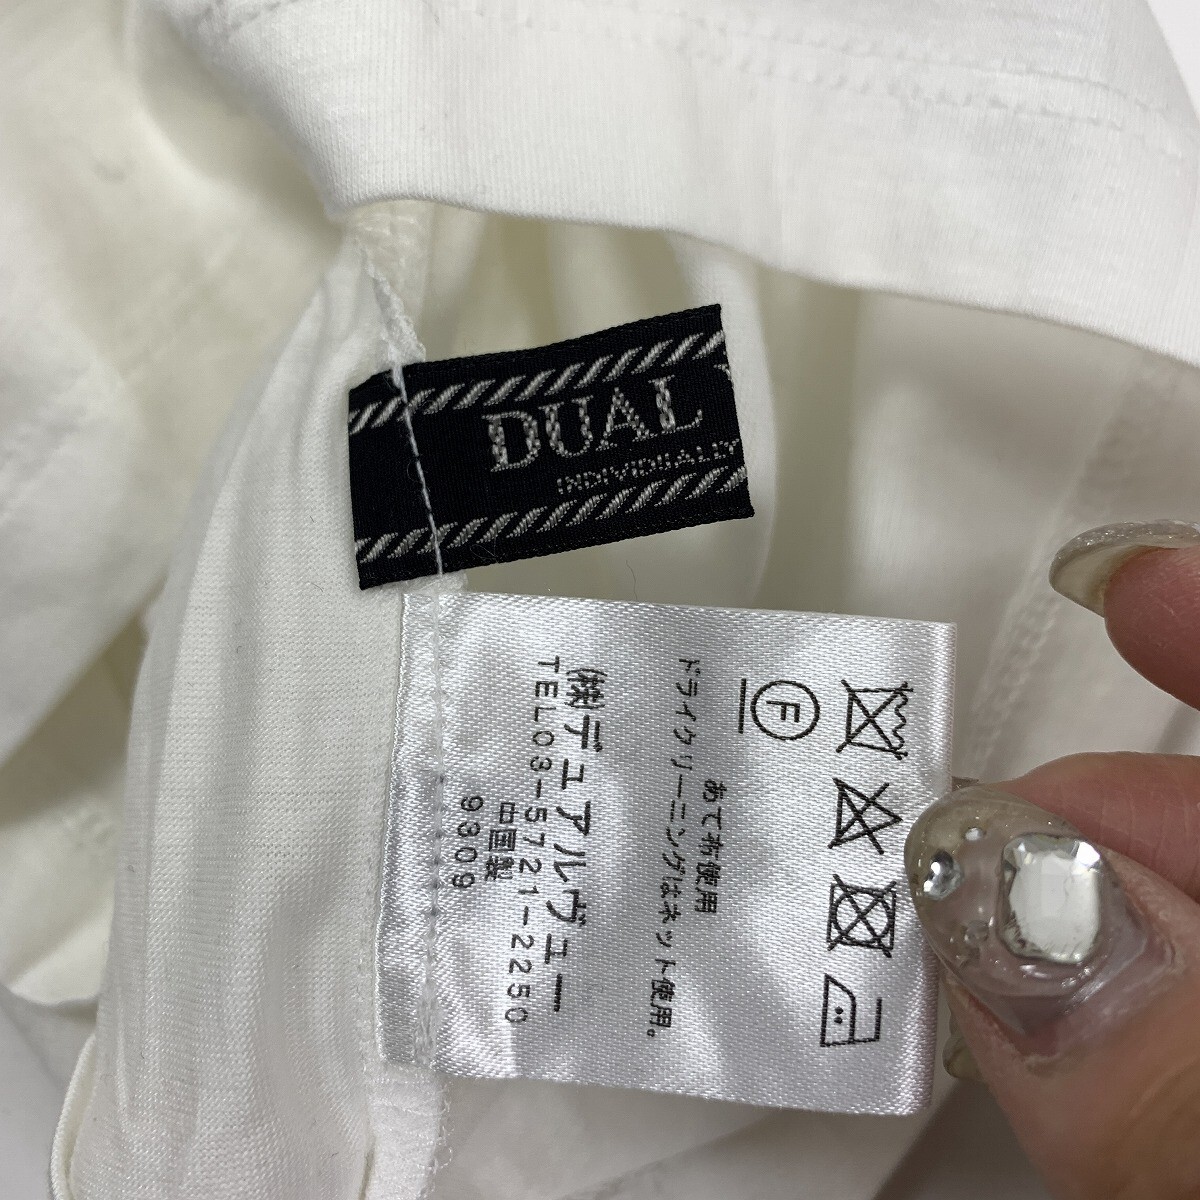 DUAL
INDIVIDUALLY
F
あて布使用
ドライクリーニングはネット使用。
㈱デュアルヴュー
TEL03-5721-2250
中国製
9309